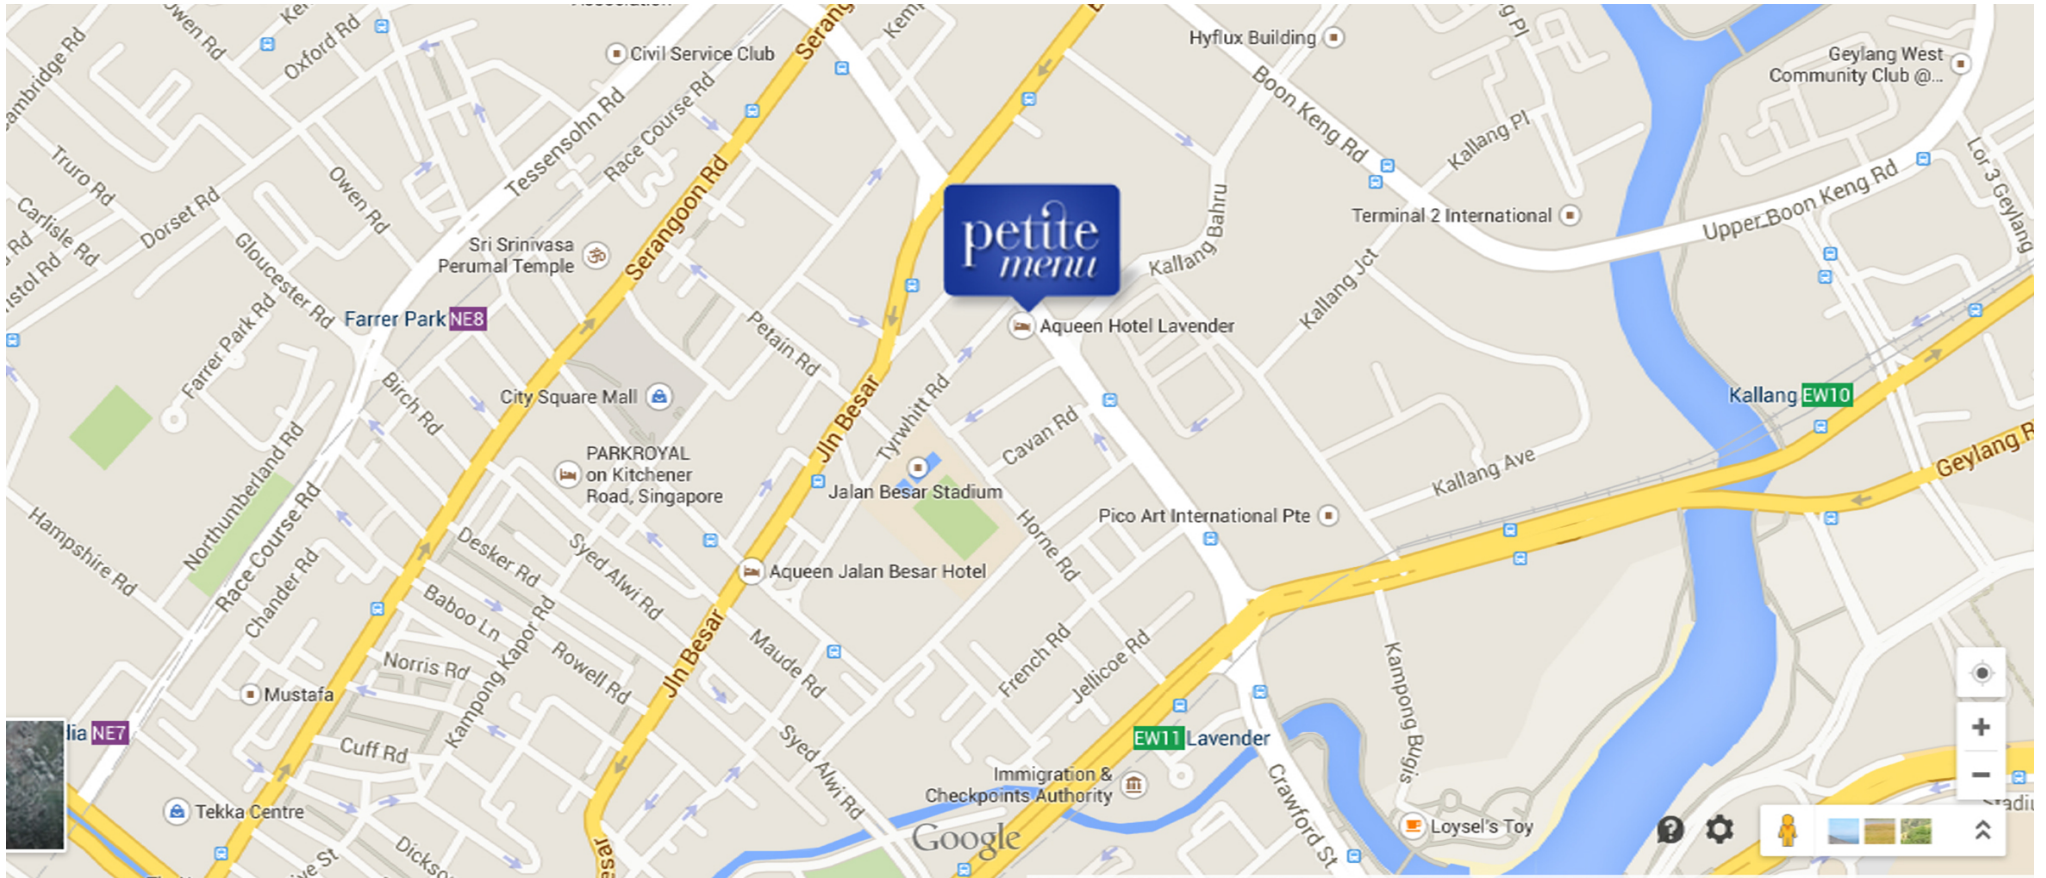 Association
Owen Rd
Oxford Rd
Civil Service Club
Serang
Hyflux Building
Geylang West
Community Club @...
Boon Keng Rd
Kallang Pl
Tessensohn Rd
Race Course Rd
Truro Rd
Owen Rd
Carlisle Rd
Dorset Rd
Serangoon Rd
petite
menu
Kallang Bahru
Terminal 2 International
Upper Boon Keng Rd
Lor 3 Geylang
Sri Srinivasa
Perumal Temple
Gloucester Rd
Farrer Park NE8
Farrer Park Rd
Petain Rd
Aqueen Hotel Lavender
Kallang Jct
City Square Mall
Birch Rd
Jln Besar
Tyrwhitt Rd
Cavan Rd
Kallang EW10
Geylang R
PARKROYAL
on Kitchener
Road, Singapore
Jalan Besar Stadium
Kallang Ave
Pico Art International Pte
Northumberland Rd
Race Course Rd
Hampshire Rd
Chander Rd
Desker Rd
Syed Alwi Rd
Aqueen Jalan Besar Hotel
Horne Rd
Baboo Ln
Kampong Kapor Rd
Rowell Rd
Jln Besar
Maude Rd
French Rd
Jellicoe Rd
Kampong Bugis
Norris Rd
Mustafa
dia NE7
Cuff Rd
Syed Alwi Rd
EW11 Lavender
Immigration &
Checkpoints Authority
Crawford St
Tekka Centre
Google
Loysel's Toy
Stadiu